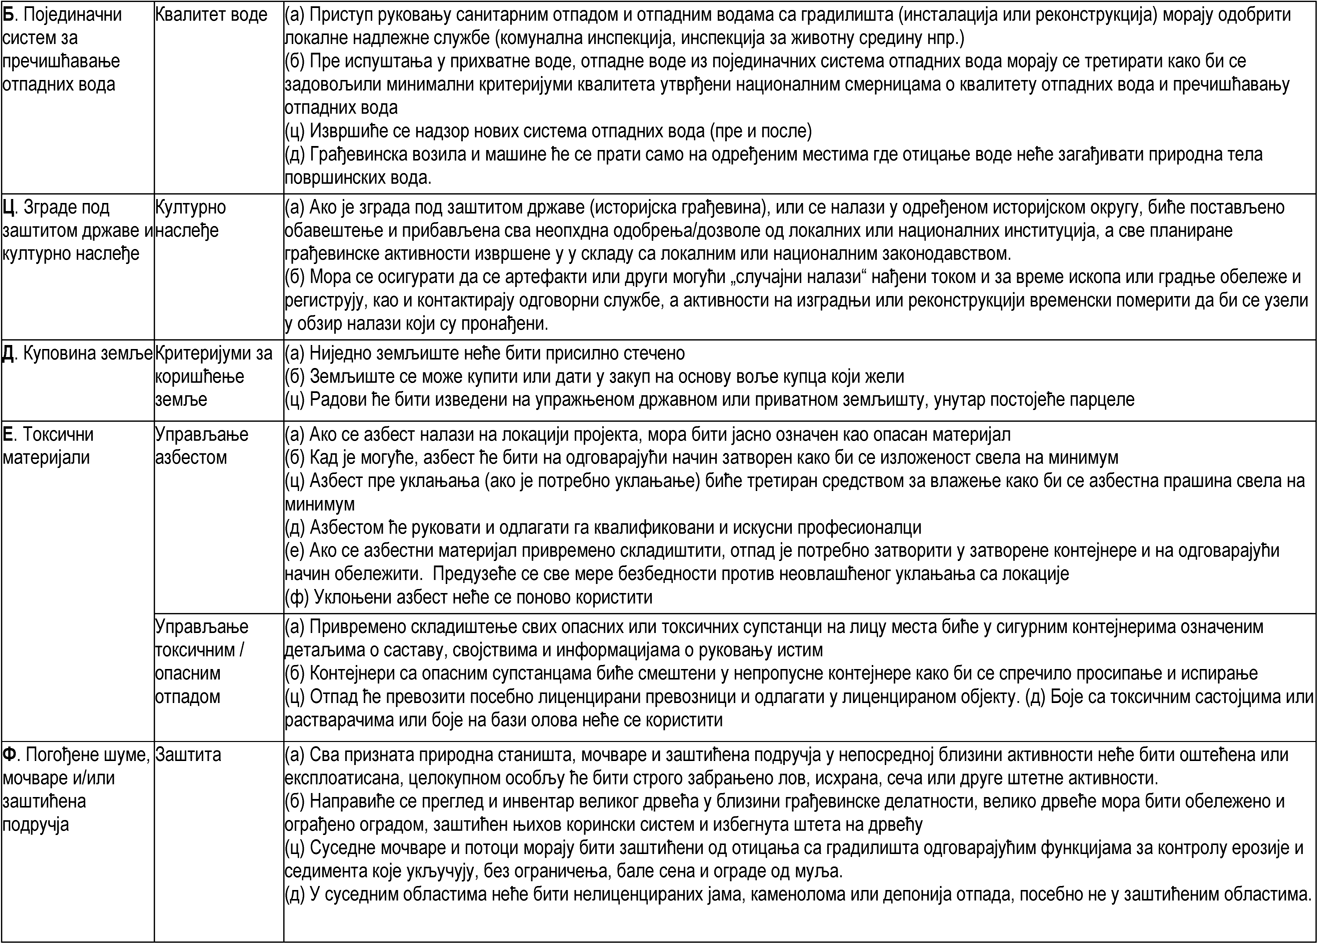 Б. Појединачни
систем за
пречишћавање
отпадних вода
Квалитет воде
(а) Приступ руковању санитарним отпадом и отпадним водама са градилишта (инсталација или реконструкција) морају одобрити
локалне надлежне службе (комунална инспекција, инспекција за животну средину нпр.)
(б) Пре испуштања у прихватне воде, отпадне воде из појединачних система отпадних вода морају се третирати како би се
задовољили минимални критеријуми квалитета утврђени националним смерницама о квалитету отпадних вода и пречишћавању
отпадних вода
(ц) Извршиће се надзор нових система отпадних вода (пре и после)
(д) Грађевинска возила и машине ће се прати само на одређеним местима где отицање воде неће загађивати природна тела
површинских вода.
Ц. Зграде под
заштитом државе и
културно наслеђе
Културно
наслеђе
(а) Ако је зграда под заштитом државе (историјска грађевина), или се налази у одређеном историјском округу, биће постављено
обавештење и прибављена сва неопхдна одобрења/дозволе од локалних или националних институција, а све планиране
грађевинске активности извршене у у складу са локалним или националним законодавством.
(б) Мора се осигурати да се артефакти или други могући „случајни налази“ нађени током и за време ископа или градње обележе и
региструју, као и контактирају одговорни службе, а активности на изградњи или реконструкцији временски померити да би се узели
у обзир налази који су пронађени.
Д. Куповина земље
Критеријуми за
коришћење
земље
(а) Ниједно земљиште неће бити присилно стечено
(б) Земљиште се може купити или дати у закуп на основу воље купца који жели
(ц) Радови ће бити изведени на упражњеном државном или приватном земљишту, унутар постојеће парцеле
Е. Токсични
материјали
Управљање
азбестом
(а) Ако се азбест налази на локацији пројекта, мора бити јасно означен као опасан материјал
(б) Кад је могуће, азбест ће бити на одговарајући начин затворен како би се изложеност свела на минимум
(ц) Азбест пре уклањања (ако је потребно уклањање) биће третиран средством за влажење како би се азбестна прашина свела на
минимум
(д) Азбестом ће руковати и одлагати га квалификовани и искусни професионалци
(е) Ако се азбестни материјал привремено складиштити, отпад је потребно затворити у затворене контејнере и на одговарајући
начин обележити.  Предузеће се све мере безбедности против неовлашћеног уклањања са локације
(ф) Уклоњени азбест неће се поново користити
Управљање
токсичним /
опасним
отпадом
(а) Привремено складиштење свих опасних или токсичних супстанци на лицу места биће у сигурним контејнерима означеним
детаљима о саставу, својствима и информацијама о руковању истим
(б) Контејнери са опасним супстанцама биће смештени у непропусне контејнере како би се спречило просипање и испирање
(ц) Отпад ће превозити посебно лиценцирани превозници и одлагати у лиценцираном објекту. (д) Боје са токсичним састојцима или
растварачима или боје на бази олова неће се користити
Ф. Погођене шуме,
мочваре и/или
заштићена
подручја
Заштита
(а) Сва призната природна станишта, мочваре и заштићена подручја у непосредној близини активности неће бити оштећена или
експлоатисана, целокупном особљу ће бити строго забрањено лов, исхрана, сеча или друге штетне активности.
(б) Направиће се преглед и инвентар великог дрвећа у близини грађевинске делатности, велико дрвеће мора бити обележено и
ограђено оградом, заштићен њихов корински систем и избегнута штета на дрвећу
(ц) Суседне мочваре и потоци морају бити заштићени од отицања са градилишта одговарајућим функцијама за контролу ерозије и
седимента које укључују, без ограничења, бале сена и ограде од муља.
(д) У суседним областима неће бити нелиценцираних јама, каменолома или депонија отпада, посебно не у заштићеним областима.